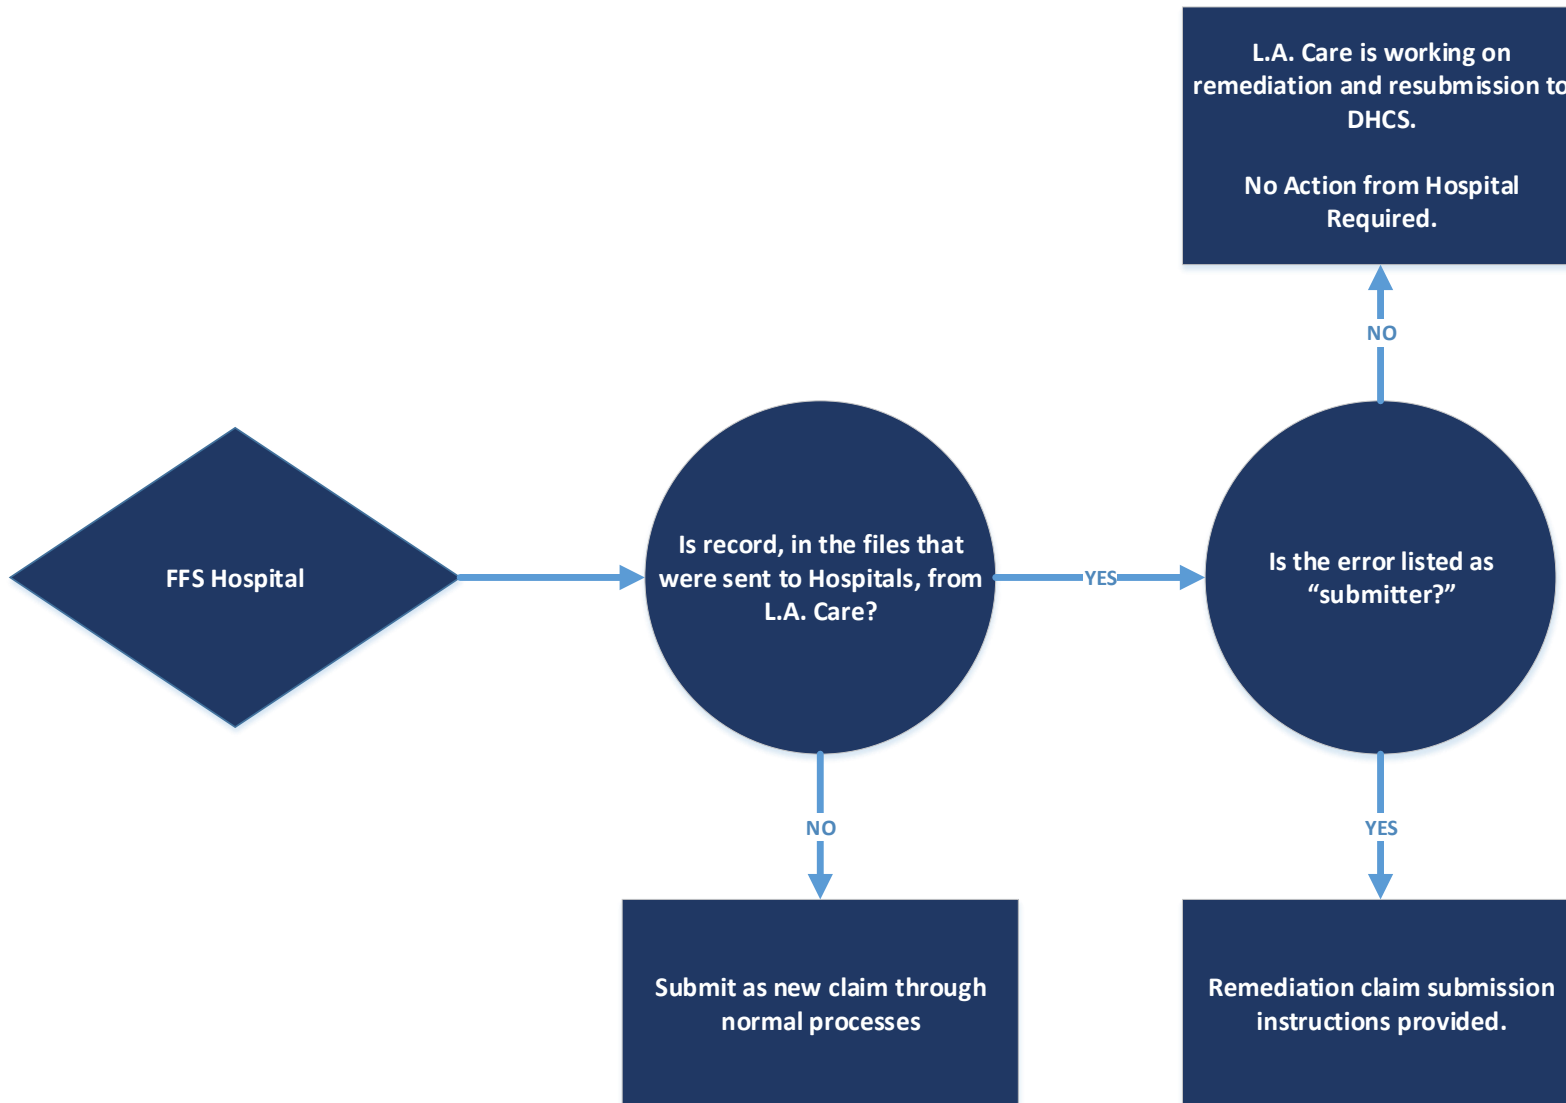 L.A. Care is working on
remediation and resubmission to
DHCS.
No Action from Hospital
Required.
NO
FFS Hospital
Is record, in the files that
were sent to Hospitals, from
L.A. Care?
YES
Is the error listed as
“submitter?”
NO
YES
Submit as new claim through
normal processes
Remediation claim submission
instructions provided.